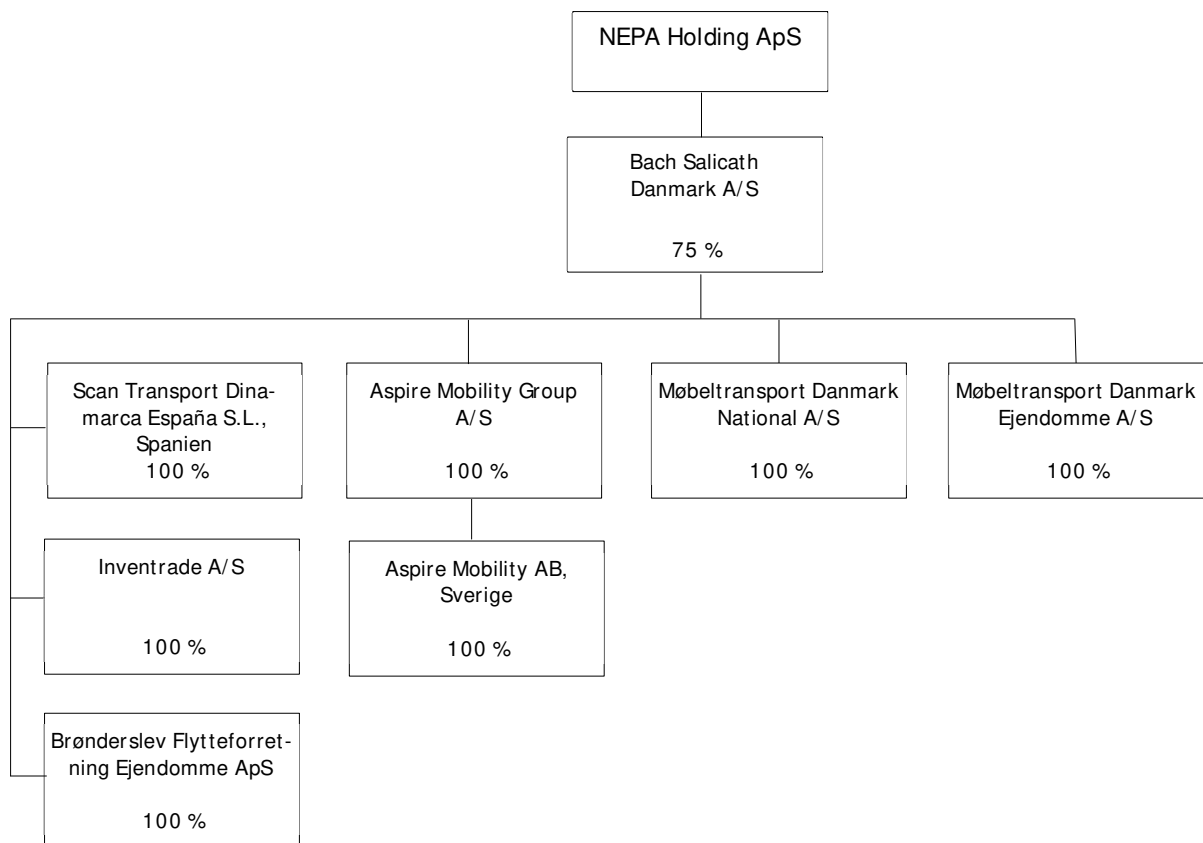 NEPA Holding ApS
Bach Salicath
Danmark A/S
75 %
Scan Transport Dina-
marca España S.L.,
Spanien
100 %
Aspire Mobility Group
A/S
100 %
Møbeltransport Danmark
National A/S
100 %
Møbeltransport Danmark
Ejendomme A/S
100 %
Inventrade A/S
100 %
Aspire Mobility AB,
Sverige
100 %
Brønderslev Flytteforret-
ning Ejendomme ApS
100 %